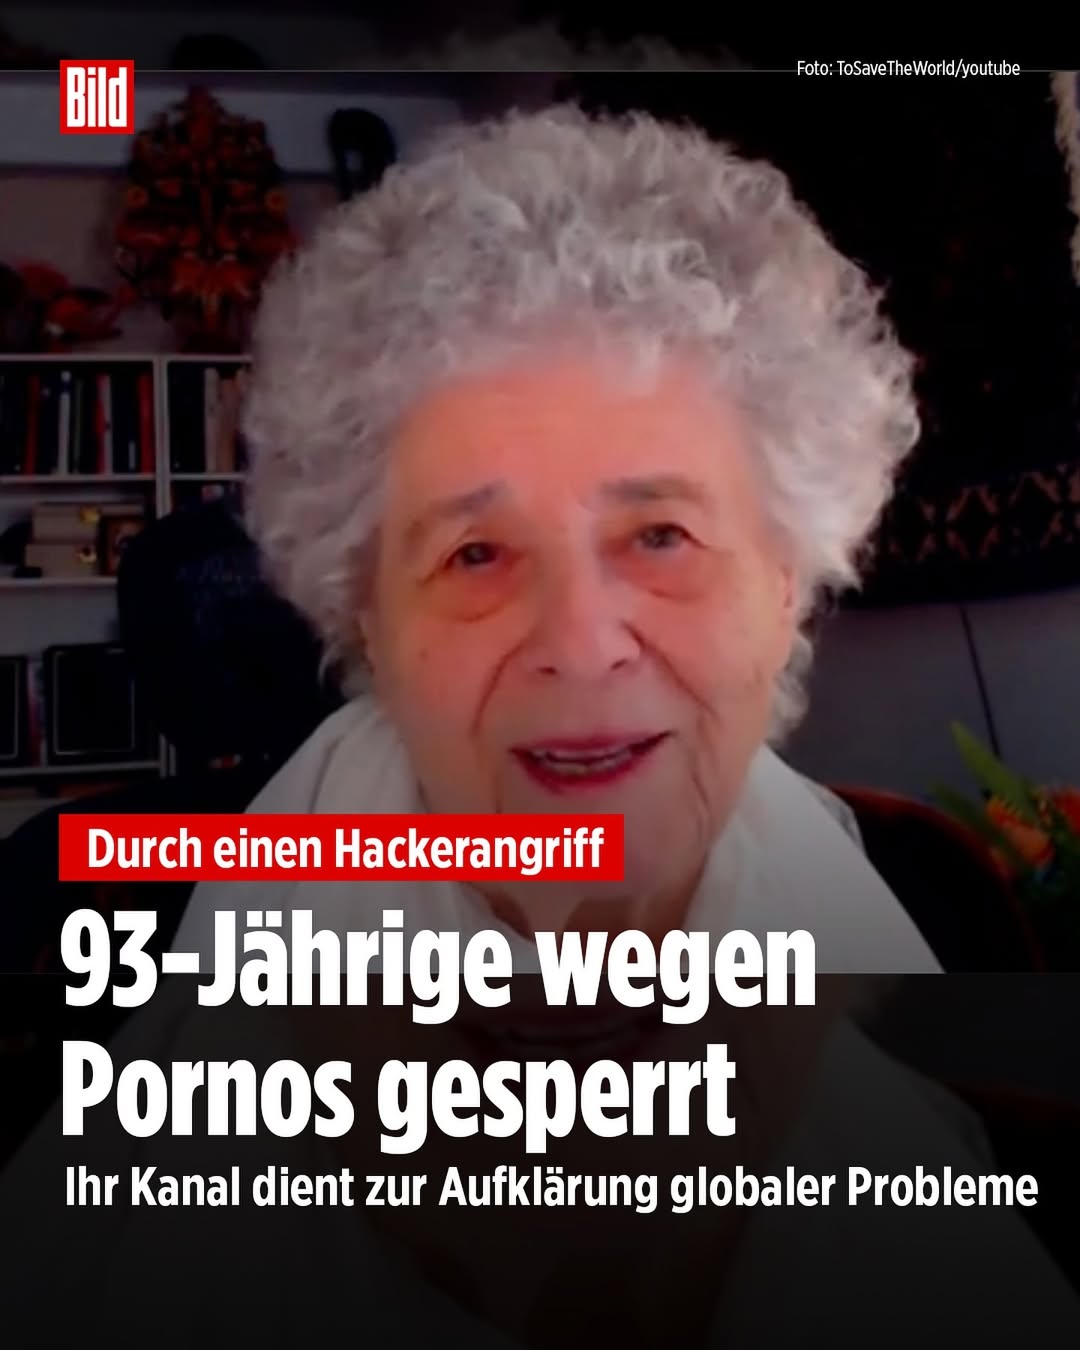 Bild
Foto: ToSaveTheWorld/youtube
Durch einen Hackerangriff
93-Jährige wegen
Pornos gesperrt
Ihr Kanal dient zur Aufklärung globaler Probleme